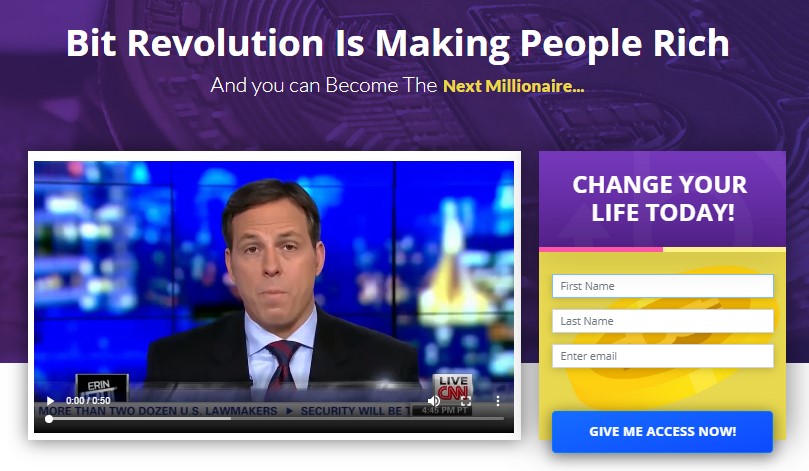 Bit Revolution Is Making People Rich
And you can Become The Next Millionaire...
CHANGE YOUR
LIFE TODAY!
First Name
Last Name
Enter email
GIVE ME ACCESS NOW!
ERIN
LIVE
CNN
0:00 / 0:50
MORE THAN TWO DOZEN U.S. LAWMAKERS ▶ SECURITY WILL BE
4:45 PM PT